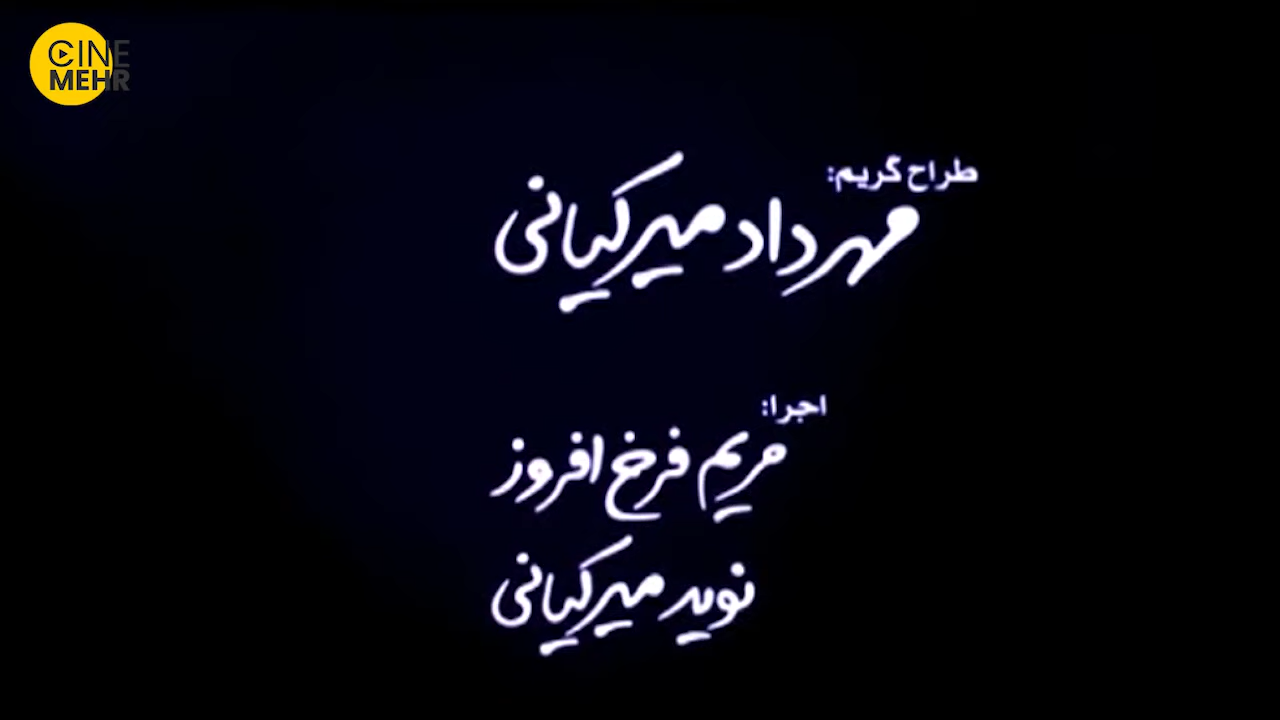 CINE
MEHR
طراح گریم:
مهرداد میرکیانی
اجرا:
مریم فرخ افروز
نوید میرکیانی